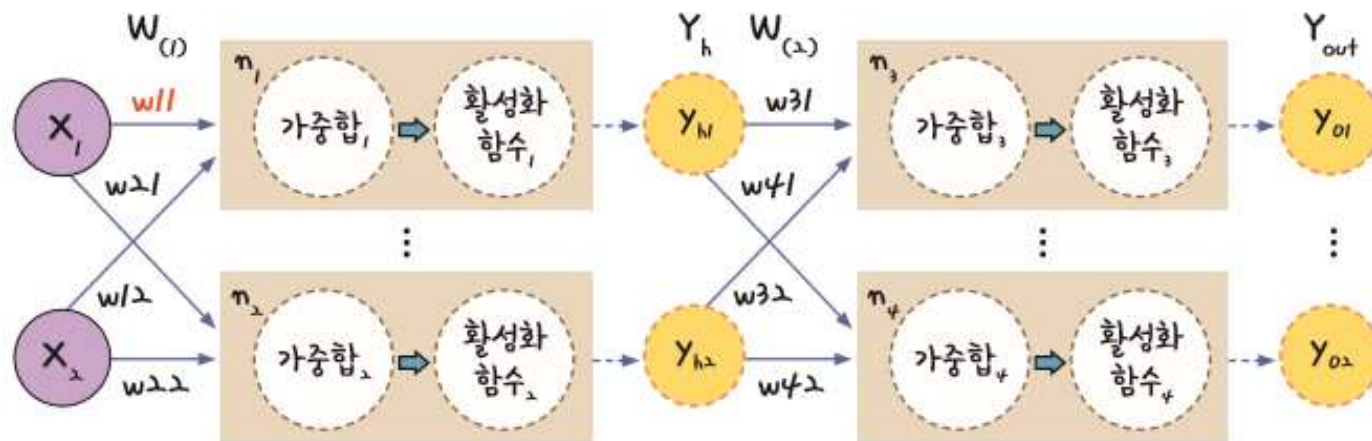 W(1) Yh W(2) Yout
n1 n3
w11 w31
X1 가중합1 활성화 함수1 Yh1 가중합3 활성화 함수3 Yo1
w21 w41
⋮ ⋮ ⋮
w12 w32
n2 n4
X2 가중합2 활성화 함수2 Yh2 가중합4 활성화 함수4 Yo2
w22 w42